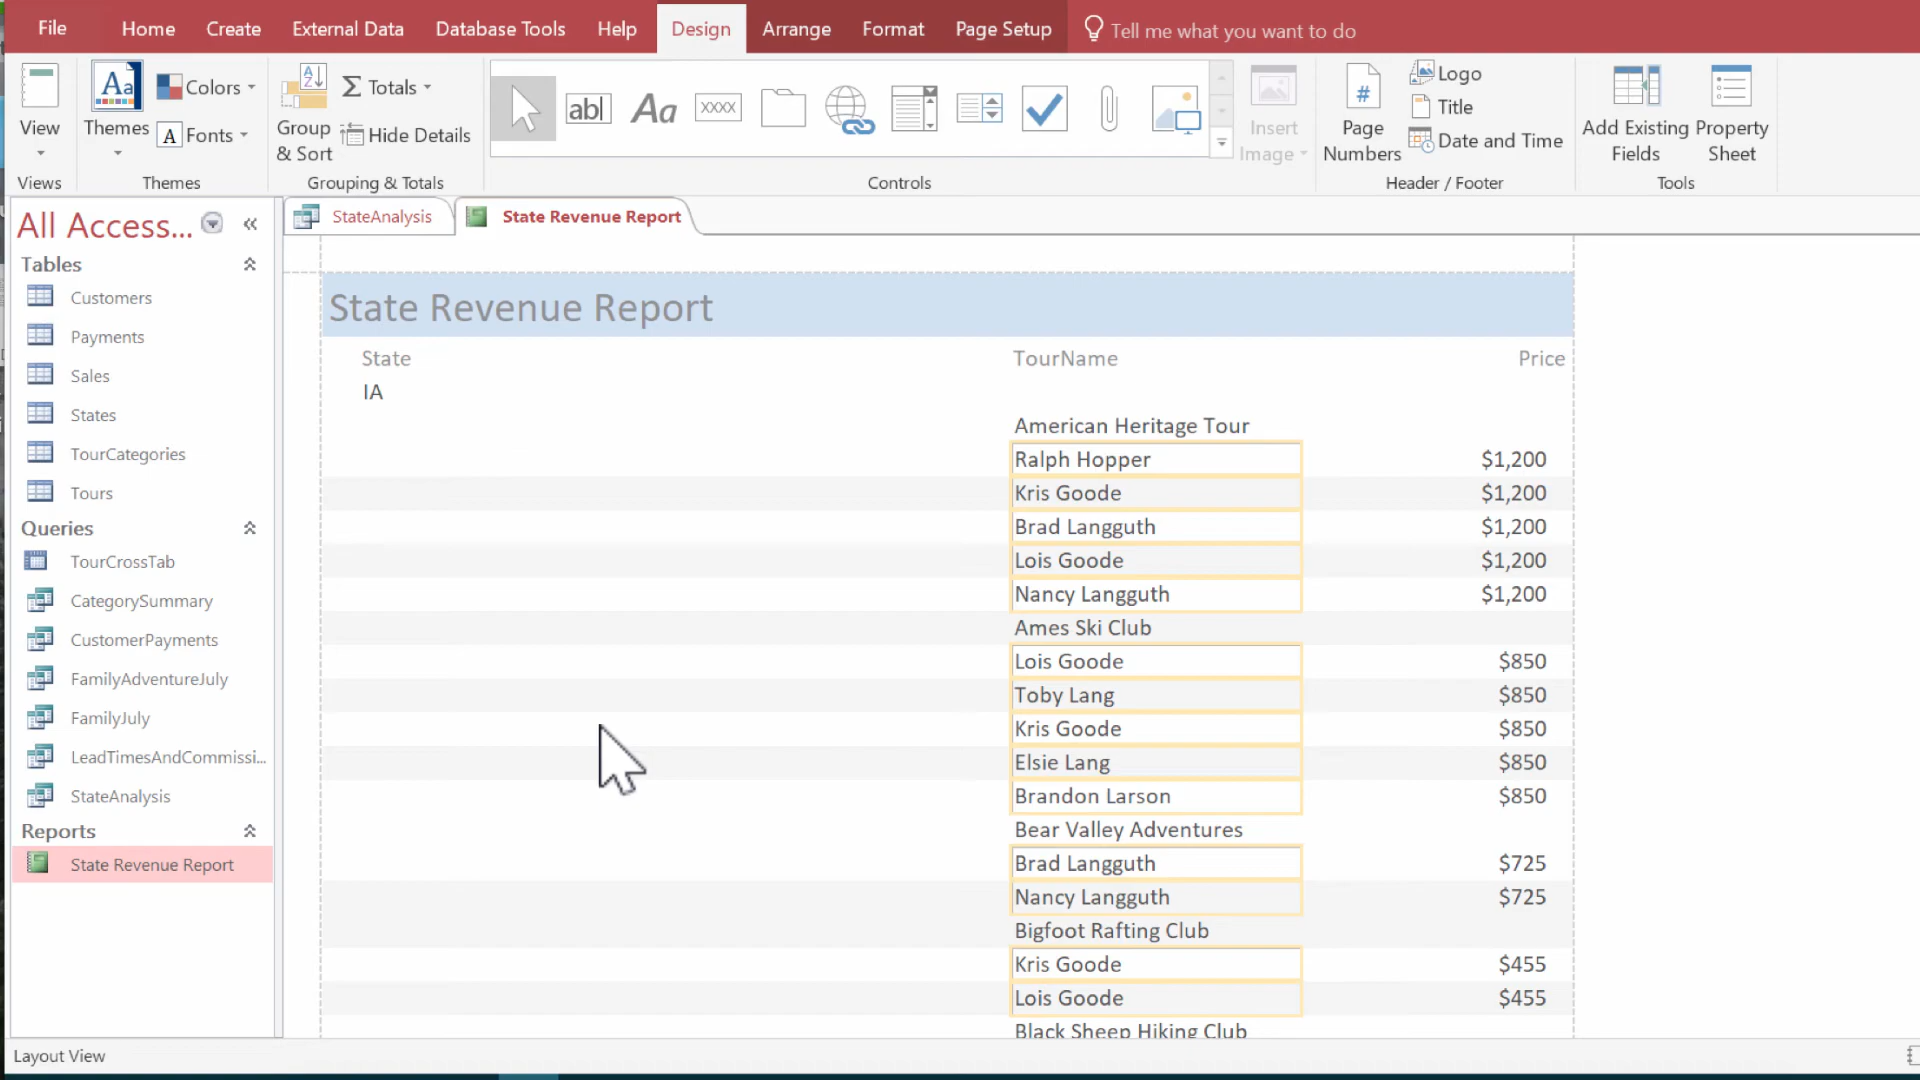 File Home Create External Data Database Tools Help Design Arrange Format Page Setup Tell me what you want to do
View
Views
Aa
Themes
Colors
A Fonts
Themes
A Z
Group & Sort
Σ Totals
Hide Details
Grouping & Totals
ab| Aa XXXX
Controls
Insert Image
#
Page Numbers
Logo
Title
Date and Time
Header / Footer
Add Existing Fields
Property Sheet
Tools
All Access... «
Tables
Customers
Payments
Sales
States
TourCategories
Tours
Queries
TourCrossTab
CategorySummary
CustomerPayments
FamilyAdventureJuly
FamilyJuly
LeadTimesAndCommissi...
StateAnalysis
Reports
State Revenue Report
StateAnalysis State Revenue Report
State Revenue Report
State TourName Price
IA
American Heritage Tour
Ralph Hopper $1,200
Kris Goode $1,200
Brad Langguth $1,200
Lois Goode $1,200
Nancy Langguth $1,200
Ames Ski Club
Lois Goode $850
Toby Lang $850
Kris Goode $850
Elsie Lang $850
Brandon Larson $850
Bear Valley Adventures
Brad Langguth $725
Nancy Langguth $725
Bigfoot Rafting Club
Kris Goode $455
Lois Goode $455
Black Sheep Hiking Club
Layout View